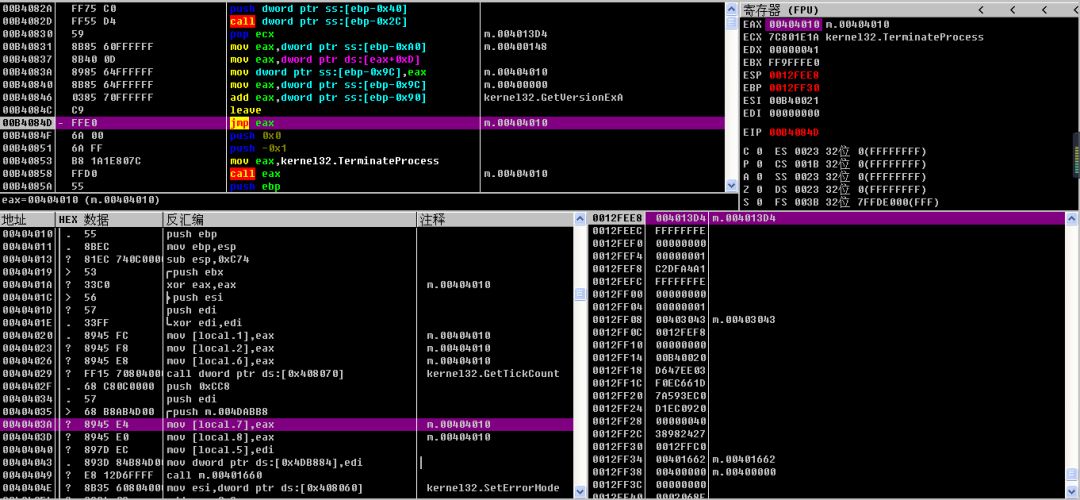 00B4082A FF75 C0 push dword ptr ss:[ebp-0x40]
00B4082D FF55 D4 call dword ptr ss:[ebp-0x2C]
00B40830 59 pop ecx m.004013D4
00B40831 8B85 60FFFFFF mov eax,dword ptr ss:[ebp-0xA0] m.00400148
00B40837 8B40 0D mov eax,dword ptr ds:[eax+0xD]
00B4083A 8985 64FFFFFF mov dword ptr ss:[ebp-0x9C],eax m.00404010
00B40840 8B85 64FFFFFF mov eax,dword ptr ss:[ebp-0x9C] m.00400000
00B40846 0385 70FFFFFF add eax,dword ptr ss:[ebp-0x90] kernel32.GetVersionExA
00B4084C C9 leave
00B4084D - FFE0 jmp eax m.00404010
00B4084F 6A 00 push 0x0
00B40851 6A FF push -0x1
00B40853 B8 1A1E807C mov eax,kernel32.TerminateProcess
00B40858 FFD0 call eax m.00404010
00B4085A 55 push ebp
eax=00404010 (m.00404010)
寄存器 (FPU) < < < <
EAX 00404010 m.00404010
ECX 7C801E1A kernel32.TerminateProcess
EDX 00000041
EBX FF9FFFE0
ESP 0012FEE8
EBP 0012FF30
ESI 00B40021
EDI 00000000
EIP 00B4084D
C 0 ES 0023 32位 0(FFFFFFFF)
P 0 CS 001B 32位 0(FFFFFFFF)
A 0 SS 0023 32位 0(FFFFFFFF)
Z 0 DS 0023 32位 0(FFFFFFFF)
S 0 FS 003B 32位 7FFDE000(FFF)
地址 HEX 数据 反汇编 注释
00404010 . 55 push ebp
00404011 . 8BEC mov ebp,esp
00404013 ? 81EC 740C0000 sub esp,0xC74
00404019 > 53 push ebx
0040401A ? 33C0 xor eax,eax m.00404010
0040401C > 56 push esi
0040401D ? 57 push edi
0040401E . 33FF xor edi,edi
00404020 . 8945 FC mov [local.1],eax m.00404010
00404023 ? 8945 F8 mov [local.2],eax m.00404010
00404026 ? 8945 E8 mov [local.6],eax m.00404010
00404029 ? FF15 70804000 call dword ptr ds:[0x408070] kernel32.GetTickCount
0040402F . 68 C80C0000 push 0xCC8
00404034 . 57 push edi
00404035 > 68 B8AB4D00 push m.004DABB8
0040403A ? 8945 E4 mov [local.7],eax m.00404010
0040403D ? 8945 E0 mov [local.8],eax m.00404010
00404040 ? 897D EC mov [local.5],edi
00404043 . 893D 84B84D00 mov dword ptr ds:[0x4DB884],edi
00404049 ? E8 12D6FFFF call m.00401660
0040404E ? 8B35 60804000 mov esi,dword ptr ds:[0x408060] kernel32.SetErrorMode
0012FEE8 004013D4 m.004013D4
0012FEEC FFFFFFFE
0012FEF0 00000000
0012FEF4 00000001
0012FEF8 C2DFA4A1
0012FEFC FFFFFFFE
0012FF00 00000000
0012FF04 00000001
0012FF08 00403043 m.00403043
0012FF0C 0012FEF8
0012FF10 00000000
0012FF14 00B40020
0012FF18 D647EE03
0012FF1C F0EC661D
0012FF20 7A593EC0
0012FF24 D1EC0920
0012FF28 00000040
0012FF2C 38982427
0012FF30 0012FFC0
0012FF34 00401662 m.00401662
0012FF38 00400000 m.00400000
0012FF3C 00000000